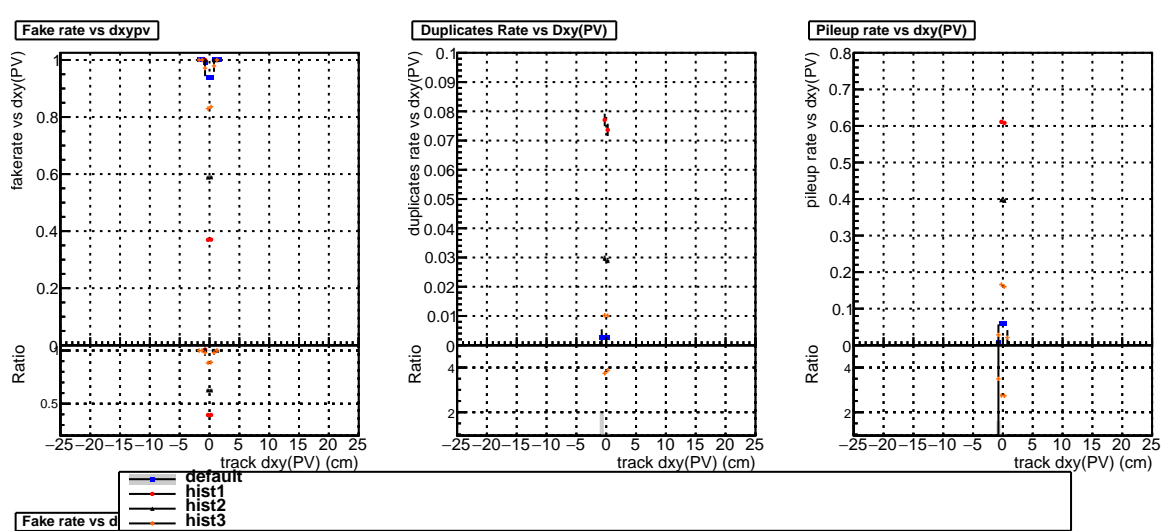 Fake rate vs dxypv
fakerate vs dxy(PV)
1
0.8
0.6
0.4
0.2
0
Ratio
1
0.5
−25 −20 −15 −10 −5 0 5 10 15 20 25
track dxy(PV) (cm)
Duplicates Rate vs Dxy(PV)
duplicates rate vs dxy(PV)
0.1
0.09
0.08
0.07
0.06
0.05
0.04
0.03
0.02
0.01
0
Ratio
4
2
−25 −20 −15 −10 −5 0 5 10 15 20 25
track dxy(PV) (cm)
Pileup rate vs dxy(PV)
pileup rate vs dxy(PV)
0.8
0.7
0.6
0.5
0.4
0.3
0.2
0.1
0
Ratio
4
2
−25 −20 −15 −10 −5 0 5 10 15 20 25
track dxy(PV) (cm)
default
hist1
hist2
hist3
Fake rate vs d